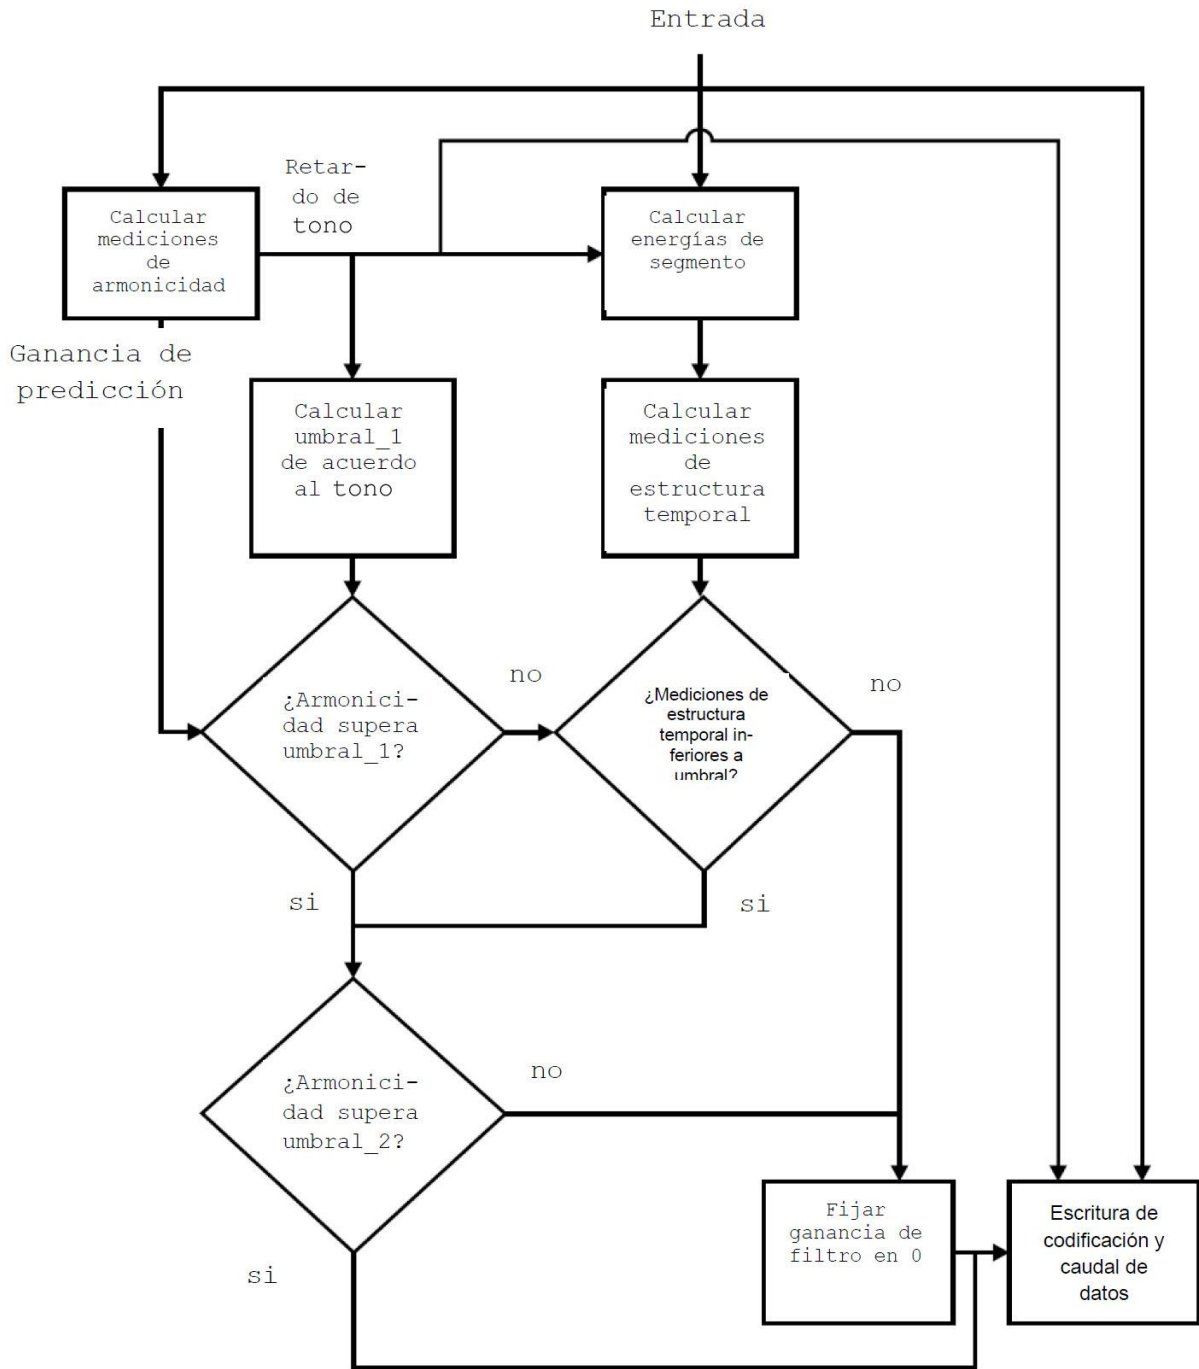 Entrada
Retar-
do de
tono
Calcular
mediciones
de
armonicidad
Calcular
energías de
segmento
Ganancia de
predicción
Calcular
umbral_1
de acuerdo
al tono
Calcular
mediciones
de
estructura
temporal
¿Armonici-
dad supera
umbral_1?
no
¿Mediciones de
estructura
temporal in-
feriores a
umbral?
no
si
si
¿Armonici-
dad supera
umbral_2?
no
si
Fijar
ganancia de
filtro en 0
Escritura de
codificación y
caudal de
datos